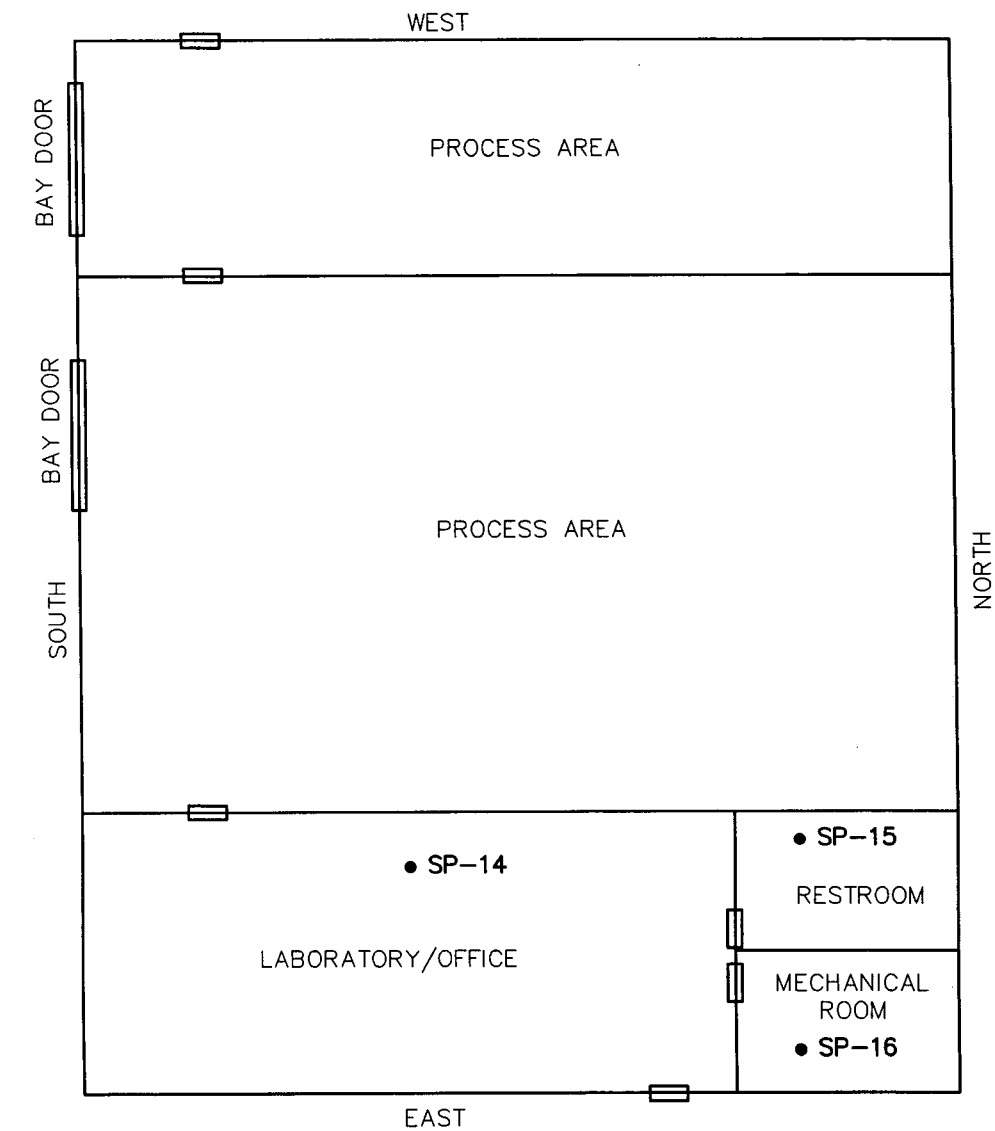 WEST
BAY DOOR
PROCESS AREA
BAY DOOR
PROCESS AREA
SOUTH
NORTH
SP-14
SP-15
RESTROOM
LABORATORY/OFFICE
MECHANICAL
ROOM
SP-16
EAST